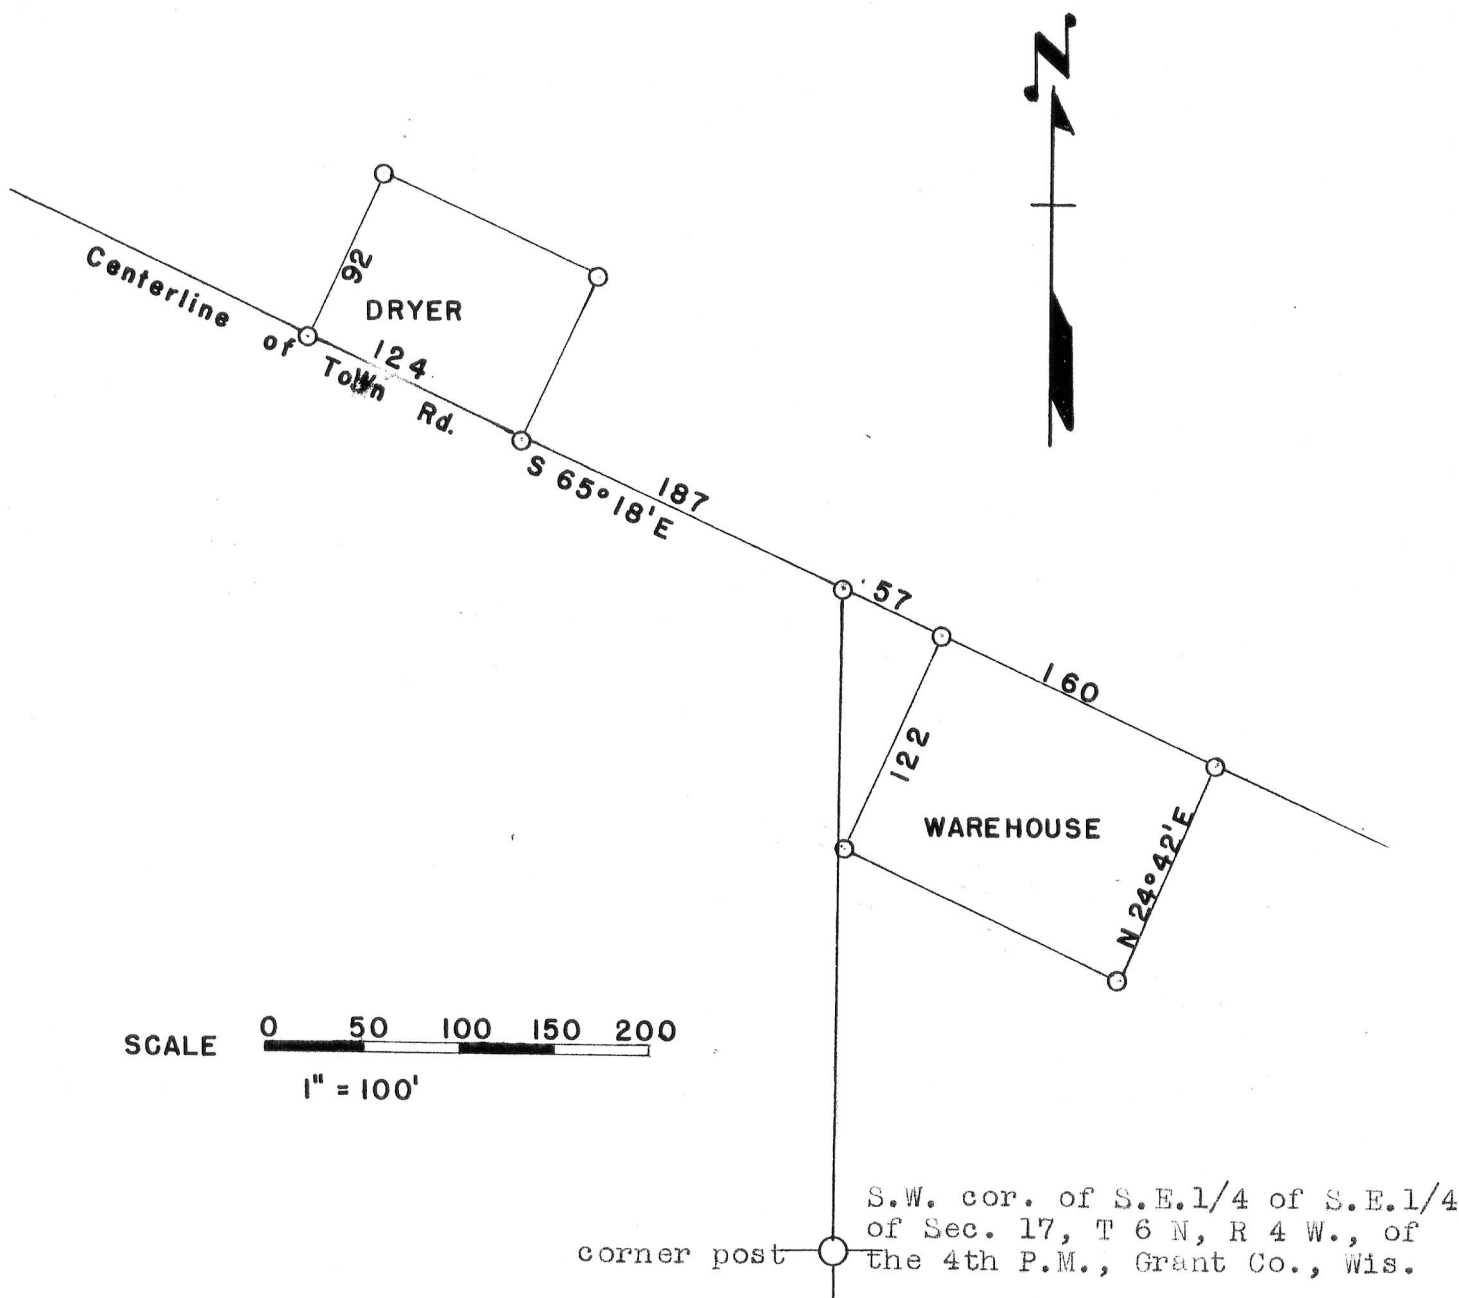 N
92
DRYER
124
Centerline of ToWn Rd.
S 65°18'E
187
57
160
122
WAREHOUSE
N 24°42'E
SCALE
0 50 100 150 200
1" = 100'
S.W. cor. of S.E.1/4 of S.E.1/4
of Sec. 17, T 6 N, R 4 W., of
corner post
the 4th P.M., Grant Co., Wis.